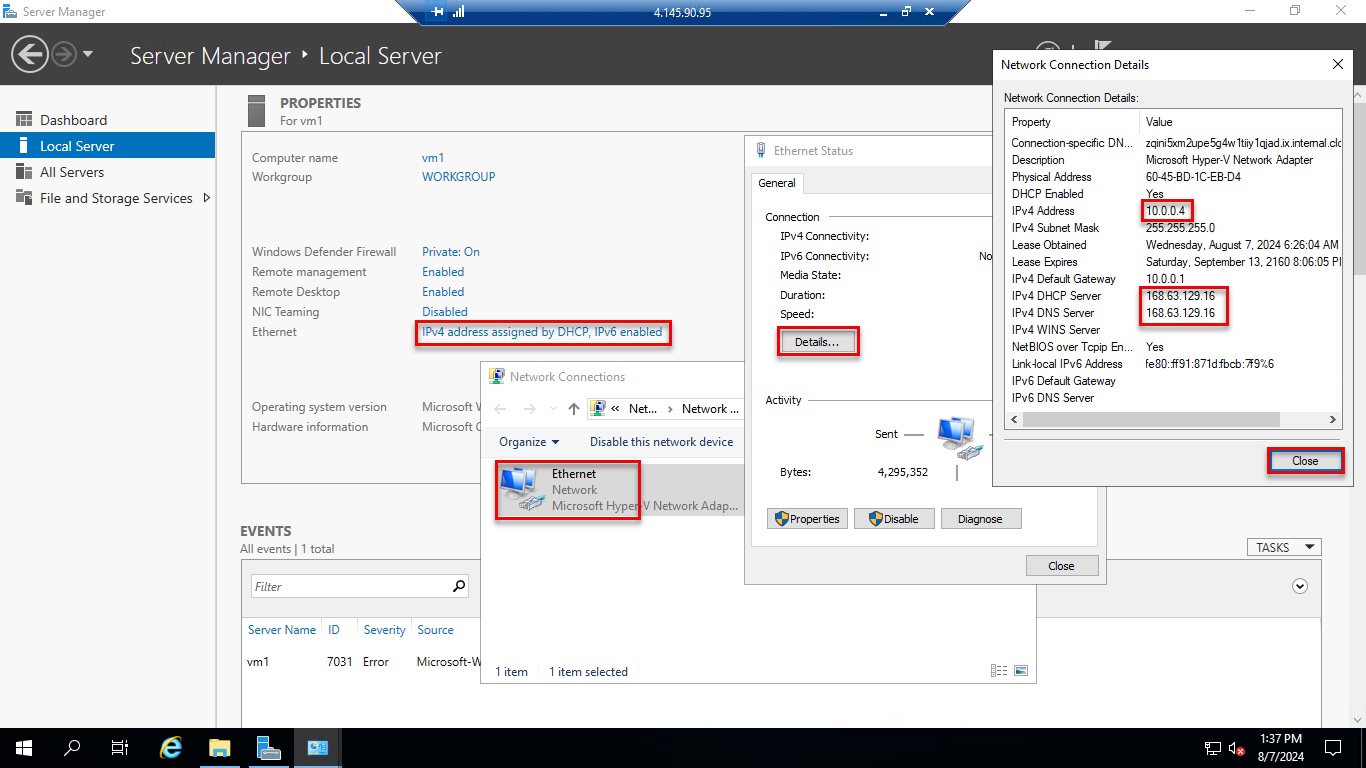 Server Manager
4.145.90.95
Server Manager ‣ Local Server
Dashboard
Local Server
All Servers
File and Storage Services
PROPERTIES
For vm1
Computer name vm1
Workgroup WORKGROUP
Windows Defender Firewall Private: On
Remote management Enabled
Remote Desktop Enabled
NIC Teaming Disabled
Ethernet IPv4 address assigned by DHCP, IPv6 enabled
Operating system version Microsoft W
Hardware information Microsoft C
EVENTS
All events | 1 total
TASKS
Filter
Server Name ID Severity Source
vm1 7031 Error Microsoft-W
Network Connections
« Net... › Network ...
Organize Disable this network device
Ethernet
Network
Microsoft Hyper-V Network Adap...
1 item 1 item selected
Ethernet Status
General
Connection
IPv4 Connectivity:
IPv6 Connectivity: No
Media State:
Duration:
Speed:
Details...
Activity
Sent
Bytes: 4,295,352
Properties Disable Diagnose
Close
Network Connection Details
Network Connection Details:
Property Value
Connection-specific DN... zqini5xm2upe5g4w1tiiy1qjad.ix.internal.clo
Description Microsoft Hyper-V Network Adapter
Physical Address 60-45-BD-1C-EB-D4
DHCP Enabled Yes
IPv4 Address 10.0.0.4
IPv4 Subnet Mask 255.255.255.0
Lease Obtained Wednesday, August 7, 2024 6:26:04 AM
Lease Expires Saturday, September 13, 2160 8:06:05 PM
IPv4 Default Gateway 10.0.0.1
IPv4 DHCP Server 168.63.129.16
IPv4 DNS Server 168.63.129.16
IPv4 WINS Server
NetBIOS over Tcpip En... Yes
Link-local IPv6 Address fe80::ff91:871d:fbcb:7f9%6
IPv6 Default Gateway
IPv6 DNS Server
Close
1:37 PM
8/7/2024